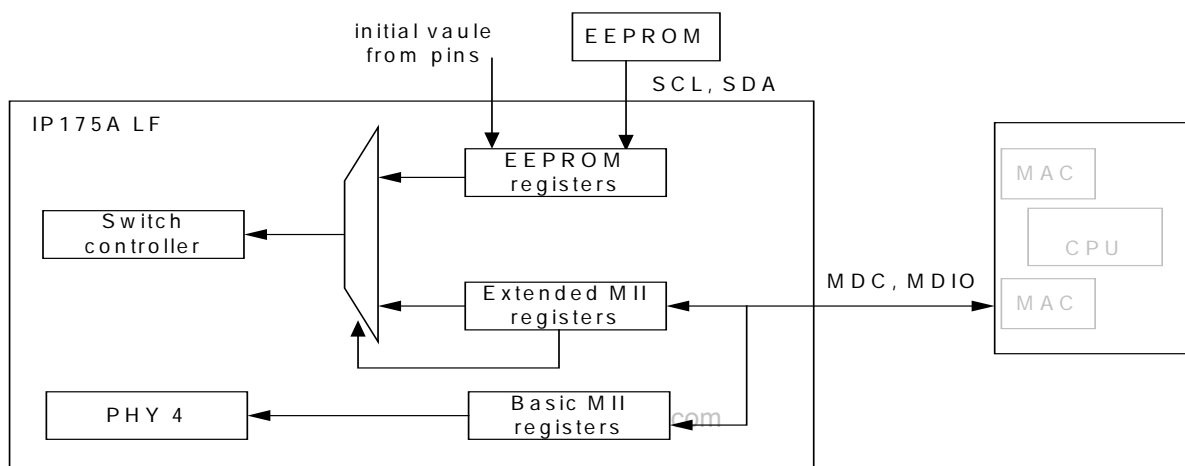 initial vaule
from pins
EEPROM
SCL, SDA
IP175A LF
EEPROM
registers
MAC
Switch
controller
CPU
MDC, MDIO
Extended MII
registers
MAC
PHY 4
Basic MII
registers
com